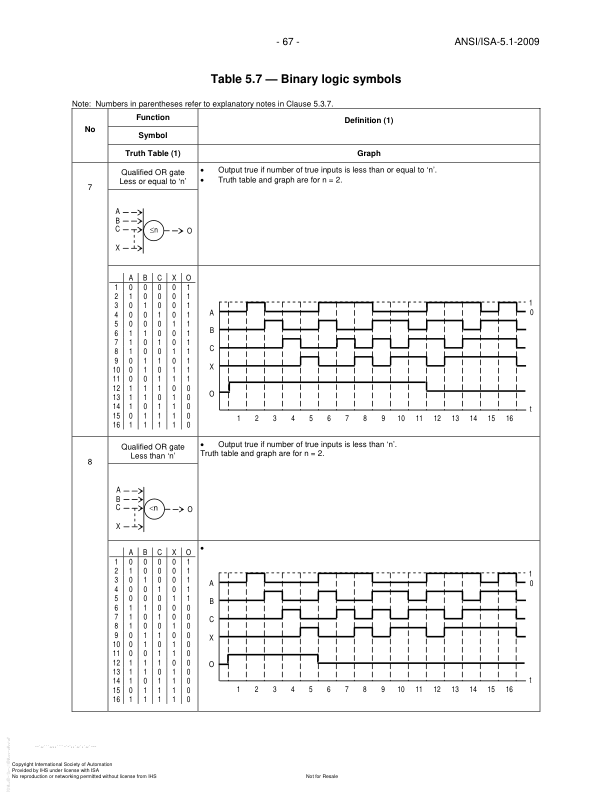 - 67 -
ANSI/ISA-5.1-2009
Table 5.7 — Binary logic symbols
Note: Numbers in parentheses refer to explanatory notes in Clause 5.3.7.
No
Function
Definition (1)
Symbol
Truth Table (1)
Graph
7
Qualified OR gate
Less or equal to 'n'
• Output true if number of true inputs is less than or equal to 'n'.
• Truth table and graph are for n = 2.
A
B
C
X
≤n
O
A B C X O
1 0 0 0 0 1
2 1 0 0 0 1
3 0 1 0 0 1
4 0 0 1 0 1
5 0 0 0 1 1
6 1 1 0 0 1
7 1 0 1 0 1
8 1 0 0 1 1
9 0 1 1 0 1
10 0 1 0 1 1
11 0 0 1 1 1
12 1 1 1 0 0
13 1 1 0 1 0
14 1 0 1 1 0
15 0 1 1 1 0
16 1 1 1 1 0
1
A 0
B
C
X
O
1
1 2 3 4 5 6 7 8 9 10 11 12 13 14 15 16
8
Qualified OR gate
Less than 'n'
• Output true if number of true inputs is less than 'n'.
Truth table and graph are for n = 2.
A
B
C
X
<n
O
•
A B C X O
1 0 0 0 0 1
2 1 0 0 0 1
3 0 1 0 0 1
4 0 0 1 0 1
5 0 0 0 1 1
6 1 1 0 0 0
7 1 0 1 0 0
8 1 0 0 1 0
9 0 1 1 0 0
10 0 1 0 1 0
11 0 0 1 1 0
12 1 1 1 0 0
13 1 1 0 1 0
14 1 0 1 1 0
15 0 1 1 1 0
16 1 1 1 1 0
1
A 0
B
C
X
O
1
1 2 3 4 5 6 7 8 9 10 11 12 13 14 15 16
Copyright International Society of Automation
Provided by IHS under license with ISA
No reproduction or networking permitted without license from IHS
Not for Resale